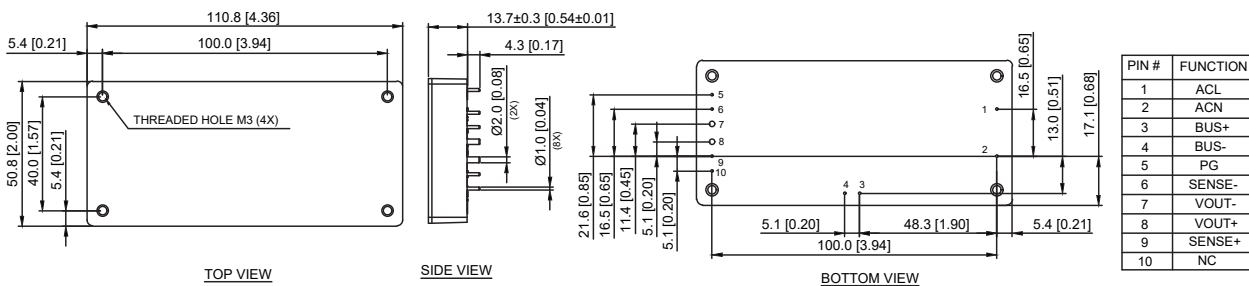 110.8 [4.36]
5.4 [0.21]
100.0 [3.94]
50.8 [2.00]
40.0 [1.57]
5.4 [0.21]
THREADED HOLE M3 (4X)
TOP VIEW
13.7±0.3 [0.54±0.01]
4.3 [0.17]
Ø2.0 [0.08]
(2X)
Ø1.0 [0.04]
(8X)
SIDE VIEW
5
6
7
8
9
10
1
2
4 3
21.6 [0.85]
16.5 [0.65]
11.4 [0.45]
5.1 [0.20]
5.1 [0.20]
16.5 [0.65]
13.0 [0.51]
17.1 [0.68]
5.1 [0.20]
48.3 [1.90]
5.4 [0.21]
100.0 [3.94]
BOTTOM VIEW
PIN # FUNCTION
1 ACL
2 ACN
3 BUS+
4 BUS-
5 PG
6 SENSE-
7 VOUT-
8 VOUT+
9 SENSE+
10 NC